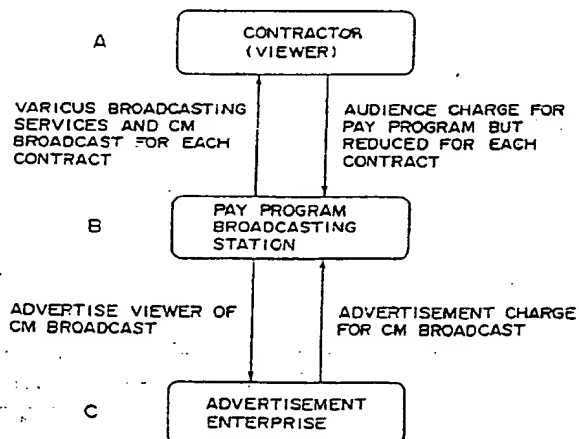 A
CONTRACTOR
(VIEWER)
VARICUS BROADCASTING
SERVICES AND CM
BROADCAST FOR EACH
CONTRACT
AUDIENCE CHARGE FOR
PAY PROGRAM BUT
REDUCED FOR EACH
CONTRACT
B
PAY PROGRAM
BROADCASTING
STATION
ADVERTISE VIEWER OF
CM BROADCAST
ADVERTISEMENT CHARGE
FOR CM BROADCAST
C
ADVERTISEMENT
ENTERPRISE